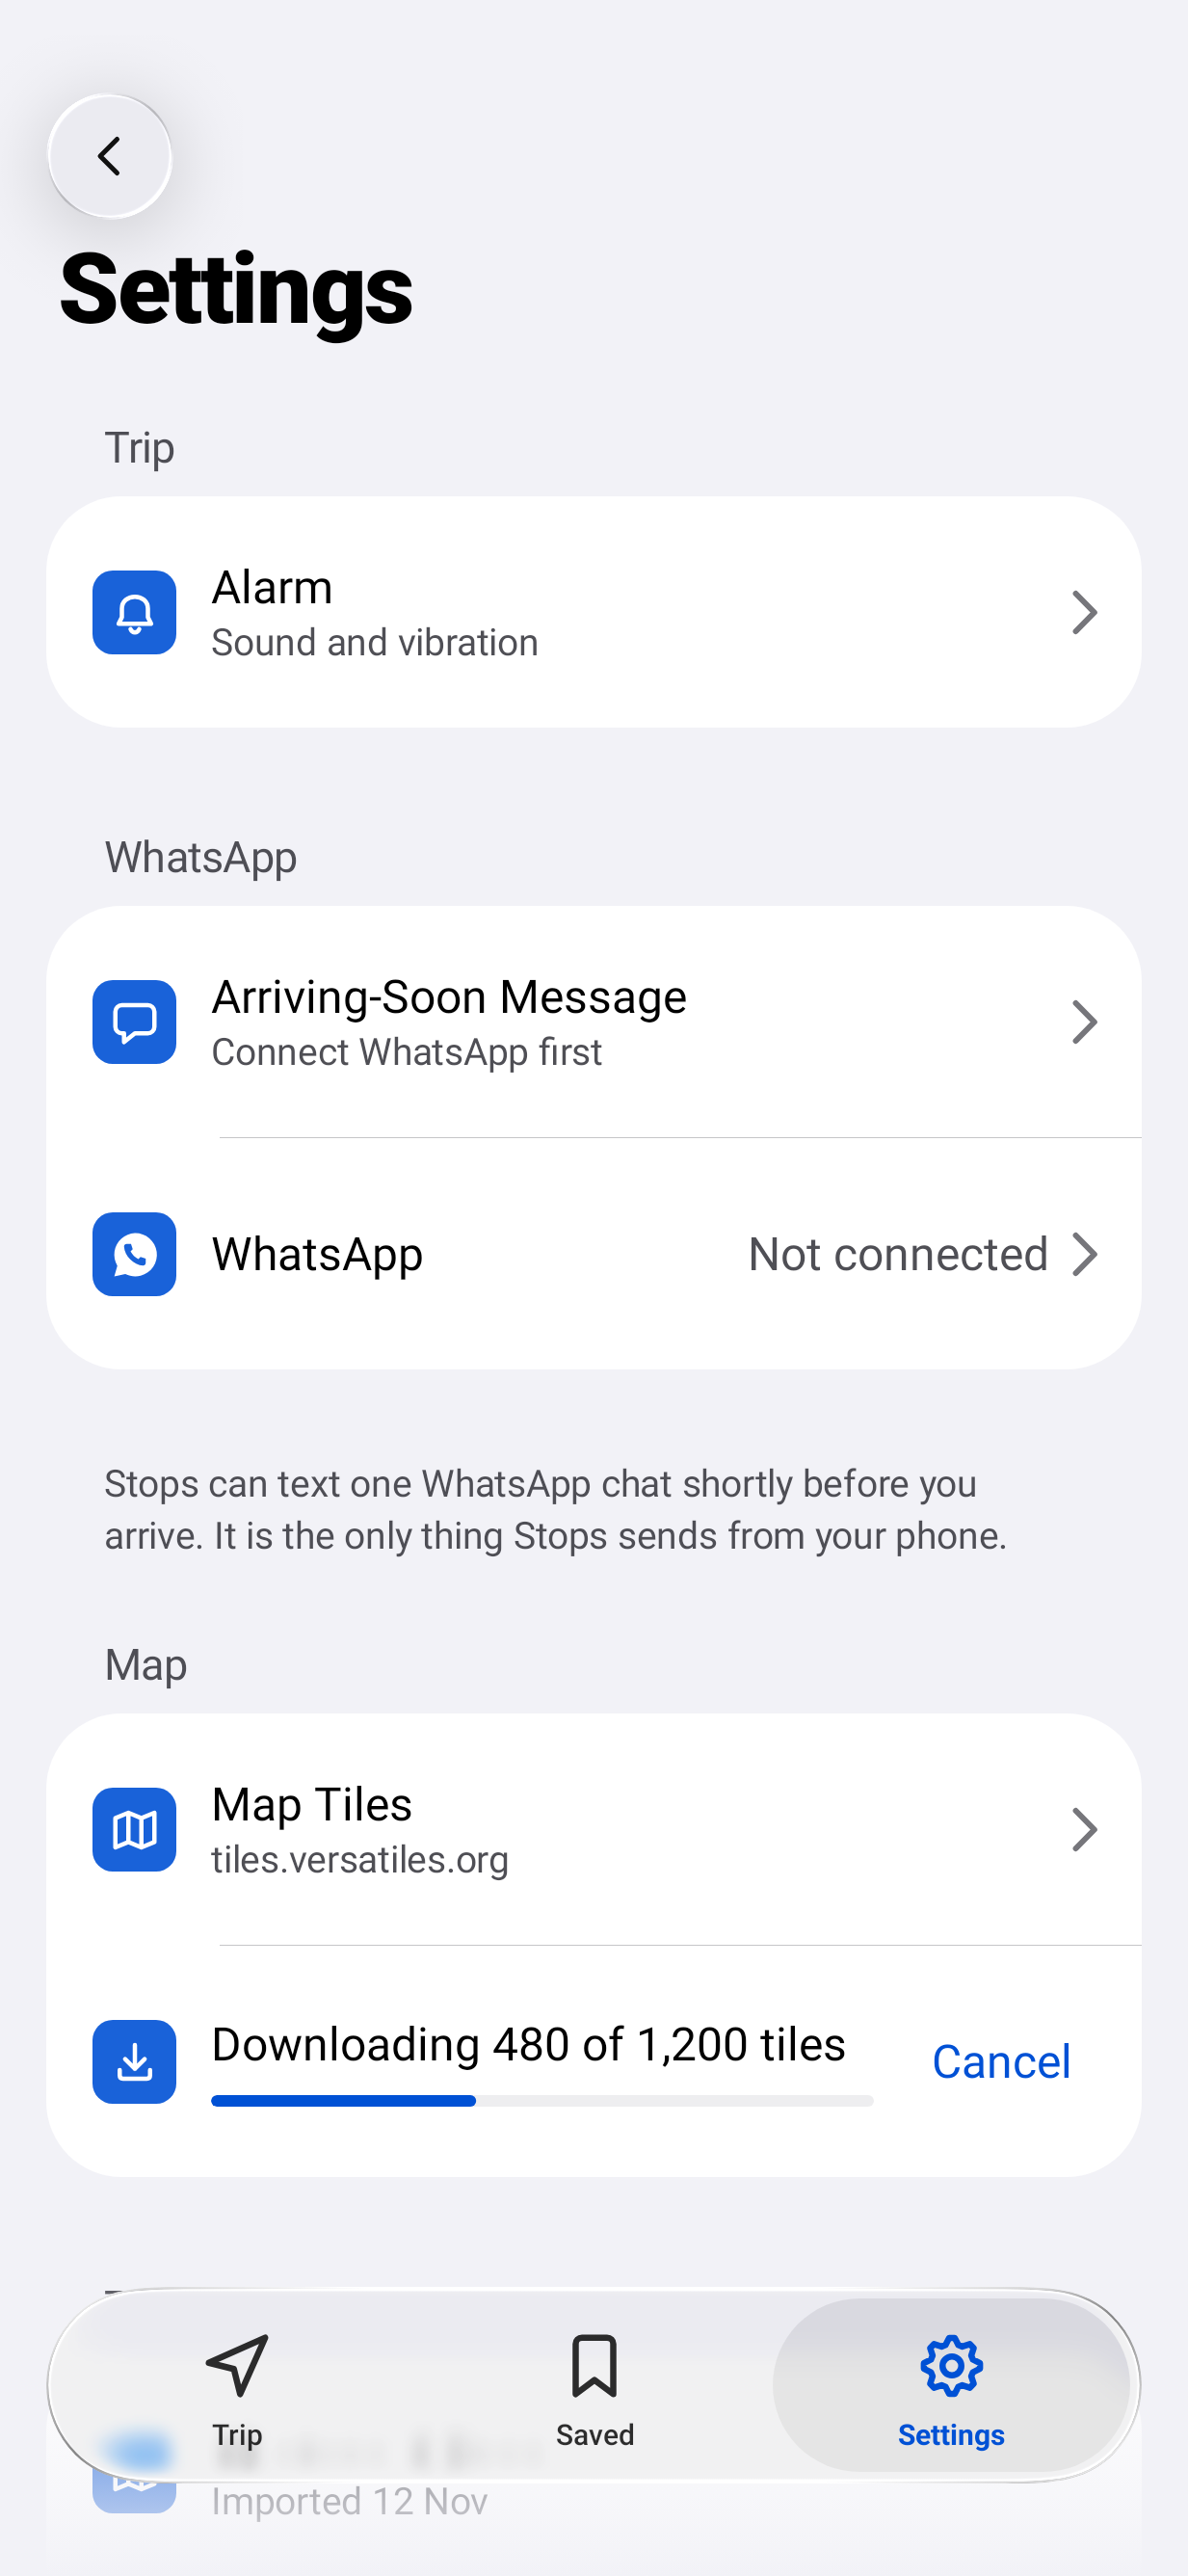 Settings
Trip
Alarm
Sound and vibration
WhatsApp
Arriving-Soon Message
Connect WhatsApp first
WhatsApp
Not connected
Stops can text one WhatsApp chat shortly before you
arrive. It is the only thing Stops sends from your phone.
Map
Map Tiles
tiles.versatiles.org
Downloading 480 of 1,200 tiles
Cancel
Trip
Saved
Settings
Imported 12 Nov